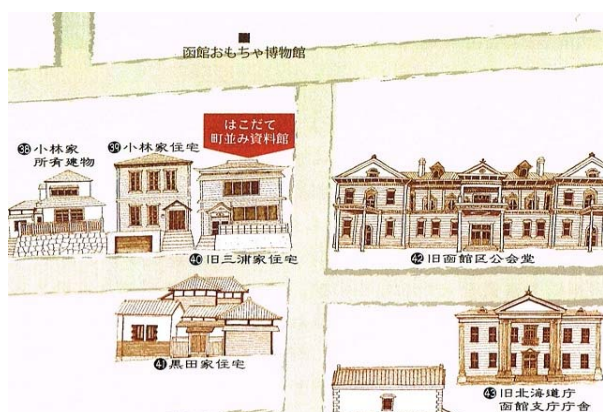 函館おもちゃ博物館
はこだて
町並み資料館
㊳小林家
所有建物
㊴小林家住宅
㊵旧三浦家住宅
㊷旧函館区公会堂
㊶黒田家住宅
㊸旧北海道庁
函館支庁庁舎